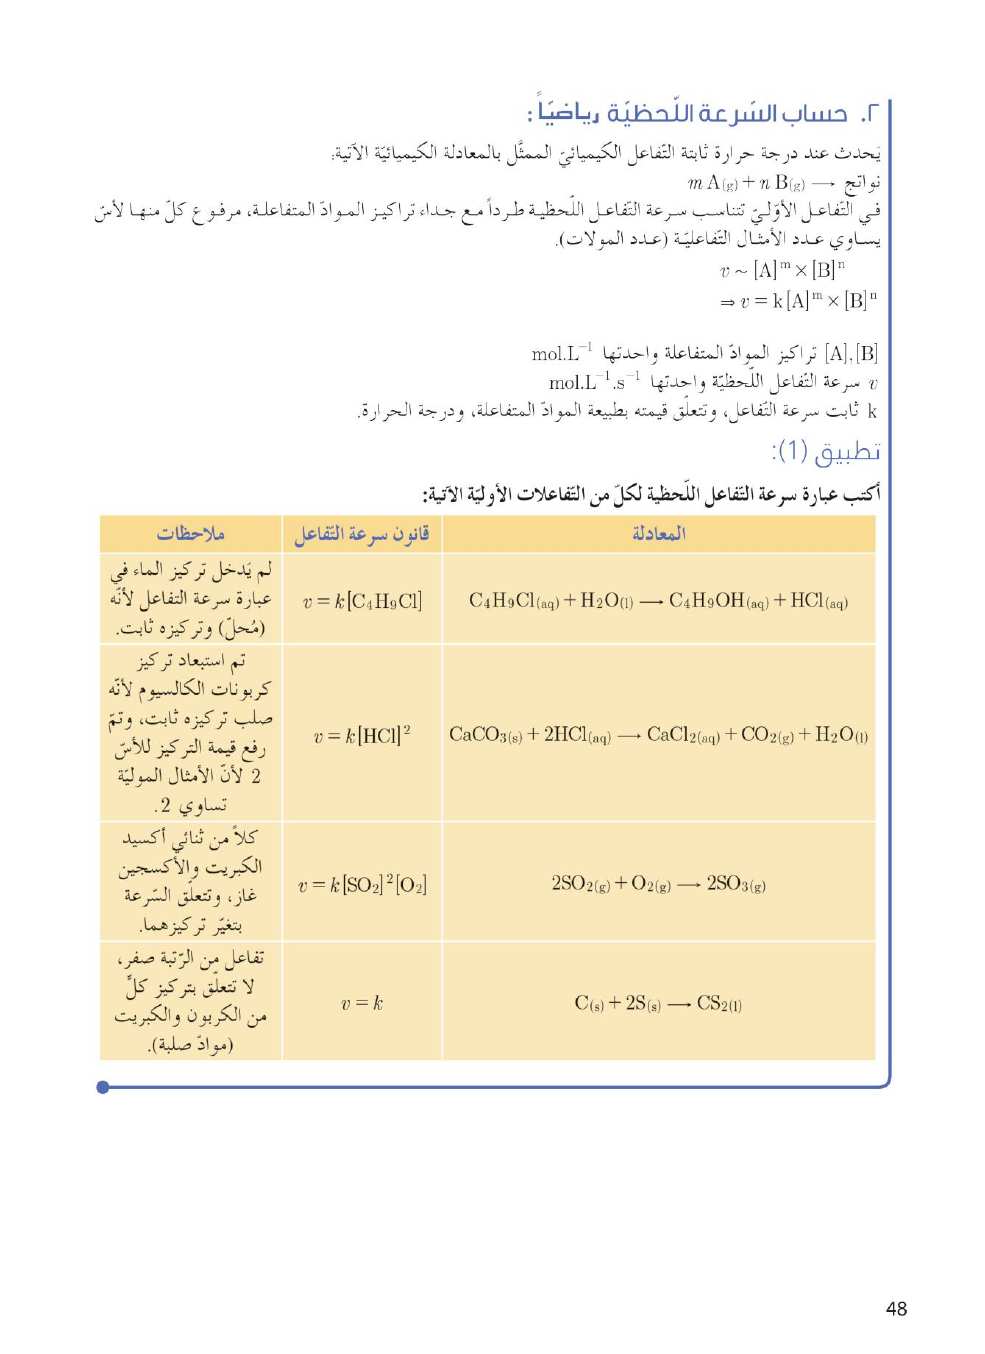 ٢. حساب السّرعة اللّحظيّة رياضيّاً:
يَحدث عند درجة حرارة ثابتة التّفاعل الكيميائيّ الممثَّل بالمعادلة الكيميائيّة الآتية:
m A(g) + n B(g) ⟶ نواتج
في التّفاعل الأوّليّ تتناسب سرعة التّفاعل اللّحظية طرداً مع جداء تراكيز الموادّ المتفاعلة، مرفوع كلّ منها لأسّ
يساوي عدد الأمثال التّفاعليّة (عدد المولات).
v ~ [A]ᵐ × [B]ⁿ
⇒ v = k[A]ᵐ × [B]ⁿ
[A],[B] تراكيز الموادّ المتفاعلة واحدتها mol.L⁻¹
v سرعة التّفاعل اللّحظيّة واحدتها mol.L⁻¹.s⁻¹
k ثابت سرعة التّفاعل، وتتعلّق قيمته بطبيعة الموادّ المتفاعلة، ودرجة الحرارة.
تطبيق (1):
أكتب عبارة سرعة التّفاعل اللّحظية لكلّ من التّفاعلات الأوليّة الآتية:
المعادلة
قانون سرعة التّفاعل
ملاحظات
C₄H₉Cl(aq) + H₂O(l) ⟶ C₄H₉OH(aq) + HCl(aq)
v = k[C₄H₉Cl]
لم يَدخل تركيز الماء في
عبارة سرعة التفاعل لأنّه
(مُحلّ) وتركيزه ثابت.
CaCO₃(s) + 2HCl(aq) ⟶ CaCl₂(aq) + CO₂(g) + H₂O(l)
v = k[HCl]²
تم استبعاد تركيز
كربونات الكالسيوم لأنّه
صلب تركيزه ثابت، وتمّ
رفع قيمة التركيز للأسّ
2 لأنّ الأمثال الموليّة
تساوي 2.
2SO₂(g) + O₂(g) ⟶ 2SO₃(g)
v = k[SO₂]²[O₂]
كلاً من ثنائي أكسيد
الكبريت والأكسجين
غاز، وتتعلّق السّرعة
بتغيّر تركيزهما.
C(s) + 2S(s) ⟶ CS₂(l)
v = k
تفاعل من الرّتبة صفر،
لا تتعلّق بتركيز كلٍّ
من الكربون والكبريت
(موادّ صلبة).
48